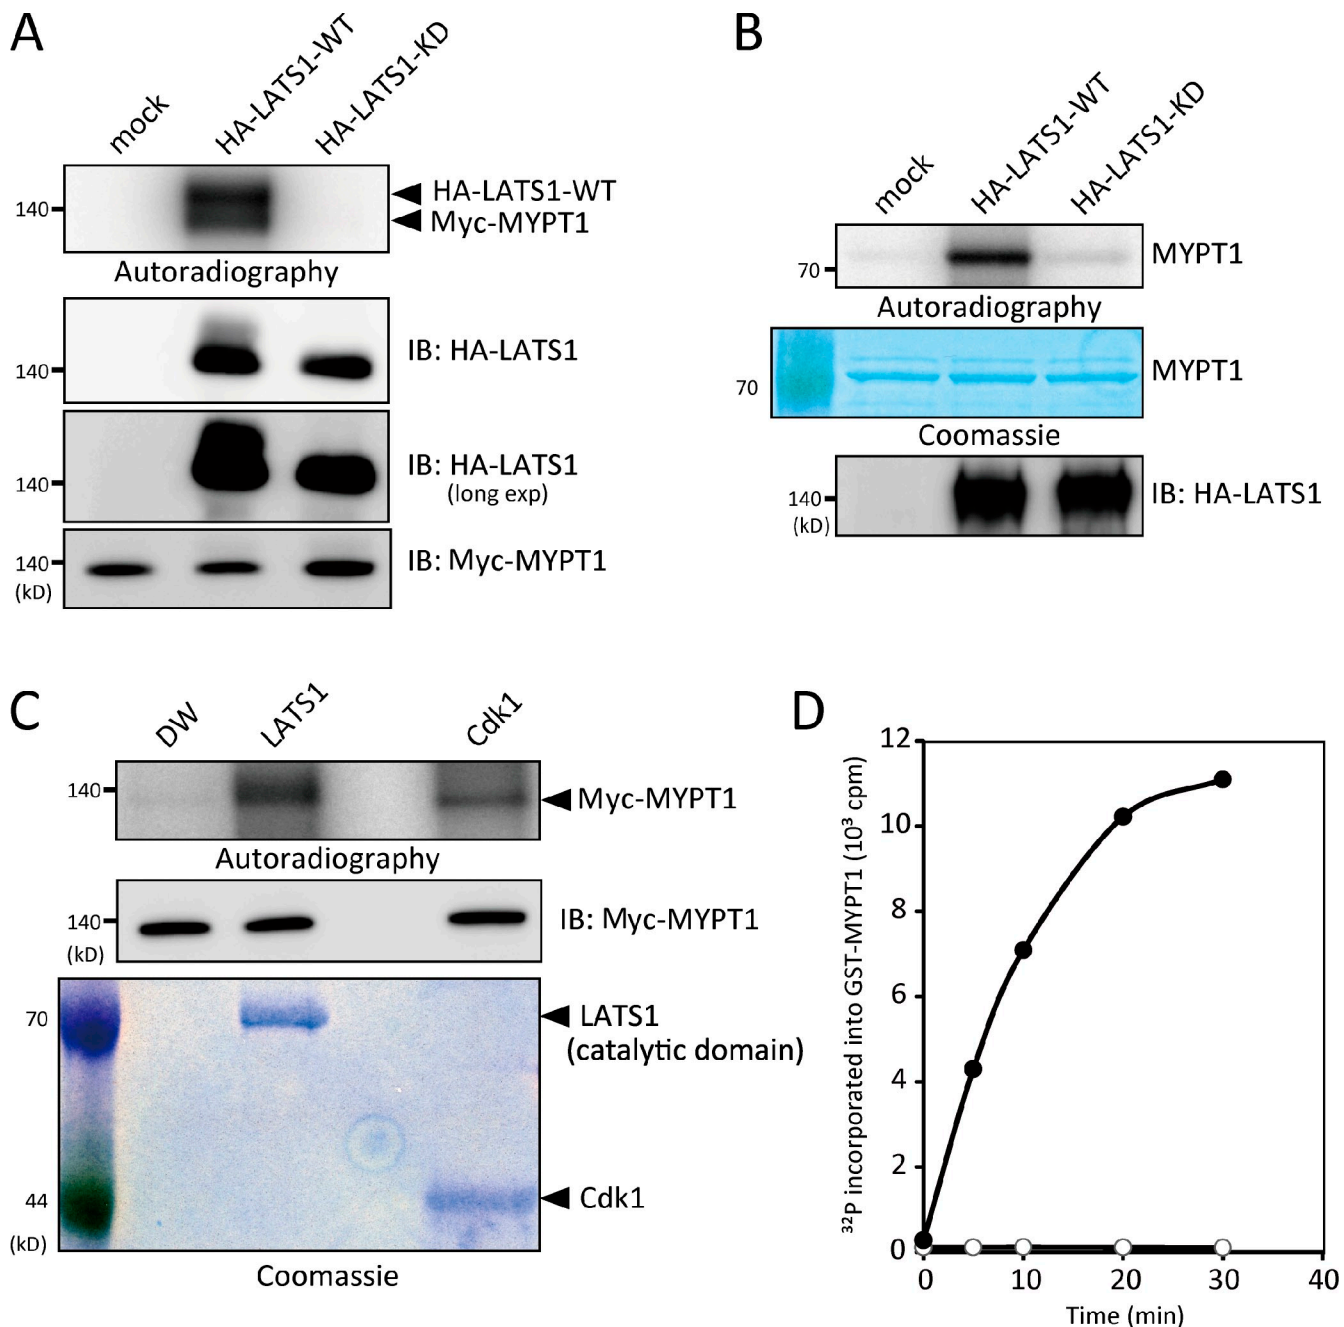 A
mock
HA-LATS1-WT
HA-LATS1-KD
140
HA-LATS1-WT
Myc-MYPT1
Autoradiography
140
IB: HA-LATS1
140
IB: HA-LATS1
(long exp)
140
(kD)
IB: Myc-MYPT1
B
mock
HA-LATS1-WT
HA-LATS1-KD
70
MYPT1
Autoradiography
70
MYPT1
Coomassie
140
(kD)
IB: HA-LATS1
C
DW
LATS1
Cdk1
140
Myc-MYPT1
Autoradiography
140
(kD)
IB: Myc-MYPT1
70
LATS1
(catalytic domain)
44
(kD)
Cdk1
Coomassie
D
³²P incorporated into GST-MYPT1 (10³ cpm)
12
10
8
6
4
2
0
0 10 20 30 40
Time (min)